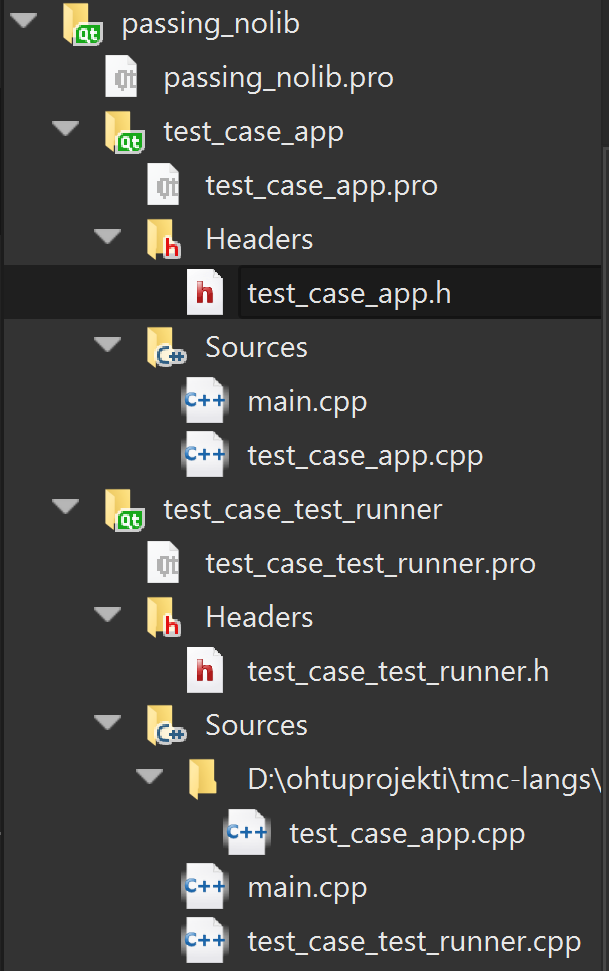 passing_nolib
passing_nolib.pro
test_case_app
test_case_app.pro
Headers
test_case_app.h
Sources
main.cpp
test_case_app.cpp
test_case_test_runner
test_case_test_runner.pro
Headers
test_case_test_runner.h
Sources
D:\ohtuprojekti\tmc-langs\
test_case_app.cpp
main.cpp
test_case_test_runner.cpp